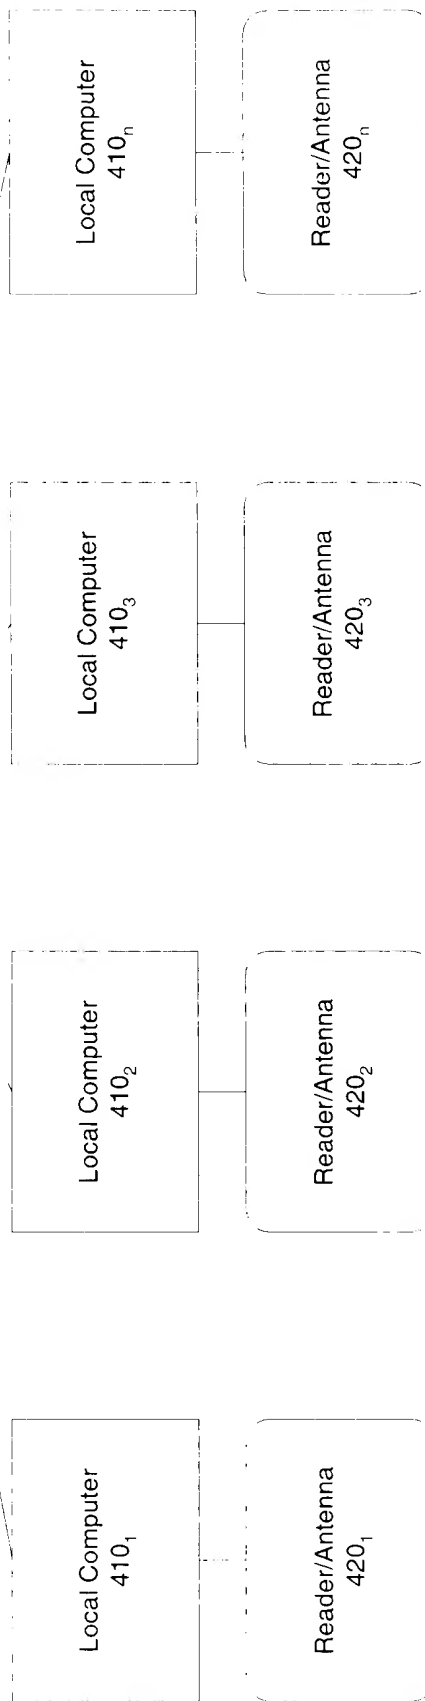 Local Computer
410₁
Reader/Antenna
420₁
Local Computer
410₂
Reader/Antenna
420₂
Local Computer
410₃
Reader/Antenna
420₃
Local Computer
410ₙ
Reader/Antenna
420ₙ